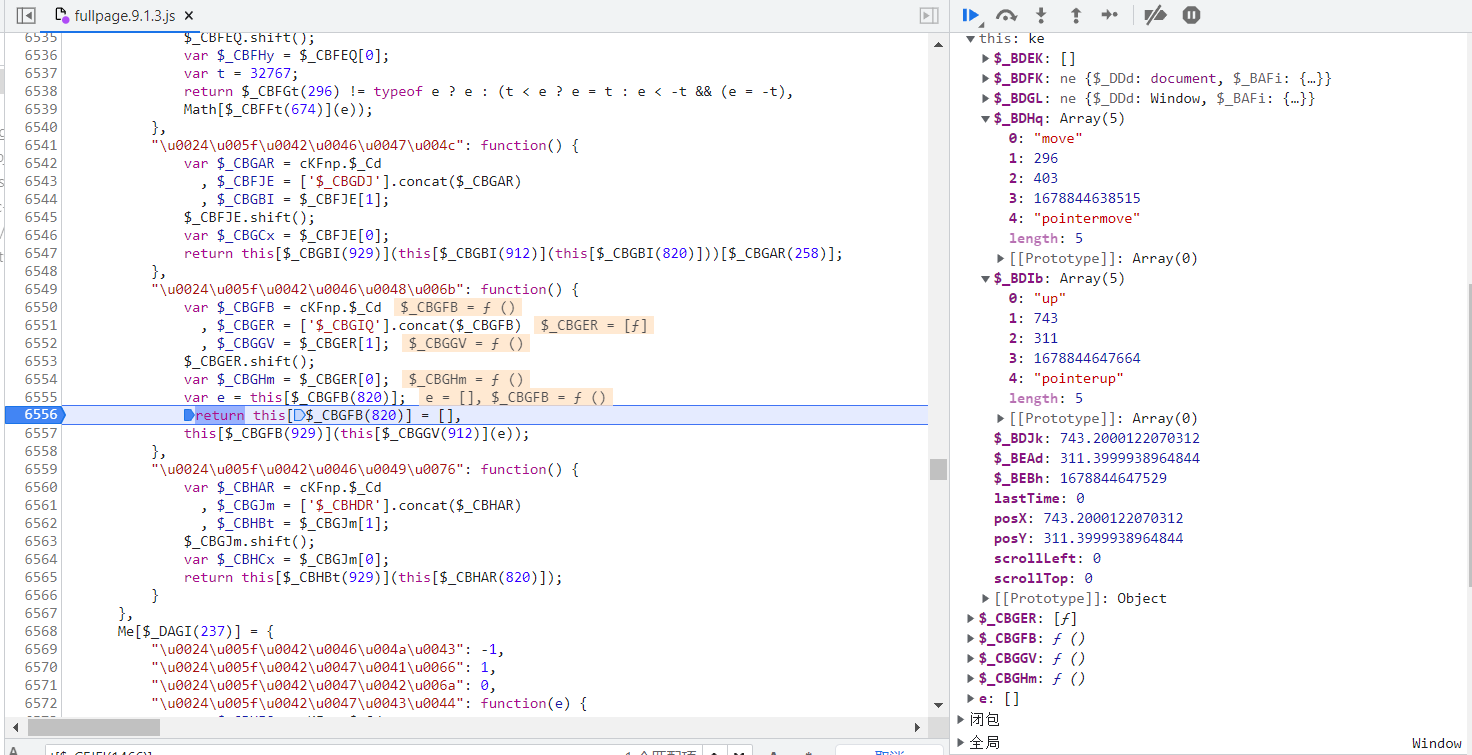 fullpage.9.1.3.js ×
6535 $_CBFEQ.shift();
6536 var $_CBFHy = $_CBFEQ[0];
6537 var t = 32767;
6538 return $_CBFGt(296) != typeof e ? e : (t < e ? e = t : e < -t && (e = -t),
6539 Math[$_CBFFt(674)](e));
6540 },
6541 "\u0024\u005f\u0042\u0046\u0047\u004c": function() {
6542 var $_CBGAR = cKFnp.$_Cd
6543 , $_CBFJE = ['$_CBGDJ'].concat($_CBGAR)
6544 , $_CBGBI = $_CBFJE[1];
6545 $_CBFJE.shift();
6546 var $_CBGCx = $_CBFJE[0];
6547 return this[$_CBGBI(929)](this[$_CBGBI(912)](this[$_CBGBI(820)]))[$_CBGAR(258)];
6548 },
6549 "\u0024\u005f\u0042\u0046\u0048\u006b": function() {
6550 var $_CBGFB = cKFnp.$_Cd $_CBGFB = ƒ ()
6551 , $_CBGER = ['$_CBGIQ'].concat($_CBGFB) $_CBGER = [ƒ]
6552 , $_CBGGV = $_CBGER[1]; $_CBGGV = ƒ ()
6553 $_CBGER.shift();
6554 var $_CBGHm = $_CBGER[0]; $_CBGHm = ƒ ()
6555 var e = this[$_CBGFB(820)]; e = [], $_CBGFB = ƒ ()
6556 return this[$_CBGFB(820)] = [],
6557 this[$_CBGFB(929)](this[$_CBGGV(912)](e));
6558 },
6559 "\u0024\u005f\u0042\u0046\u0049\u0076": function() {
6560 var $_CBHAR = cKFnp.$_Cd
6561 , $_CBGJm = ['$_CBHDR'].concat($_CBHAR)
6562 , $_CBHBt = $_CBGJm[1];
6563 $_CBGJm.shift();
6564 var $_CBHCx = $_CBGJm[0];
6565 return this[$_CBHBt(929)](this[$_CBHAR(820)]);
6566 }
6567 },
6568 Me[$_DAGI(237)] = {
6569 "\u0024\u005f\u0042\u0046\u004a\u0043": -1,
6570 "\u0024\u005f\u0042\u0047\u0041\u0066": 1,
6571 "\u0024\u005f\u0042\u0047\u0042\u006a": 0,
6572 "\u0024\u005f\u0042\u0047\u0043\u0044": function(e) {
取消
this: ke
$_BDEK: []
$_BDFK: ne {$_DDd: document, $_BAFi: {…}}
$_BDGL: ne {$_DDd: Window, $_BAFi: {…}}
$_BDHq: Array(5)
0: "move"
1: 296
2: 403
3: 1678844638515
4: "pointermove"
length: 5
[[Prototype]]: Array(0)
$_BDIb: Array(5)
0: "up"
1: 743
2: 311
3: 1678844647664
4: "pointerup"
length: 5
[[Prototype]]: Array(0)
$_BDJk: 743.2000122070312
$_BEAd: 311.3999938964844
$_BEBh: 1678844647529
lastTime: 0
posX: 743.2000122070312
posY: 311.3999938964844
scrollLeft: 0
scrollTop: 0
[[Prototype]]: Object
$_CBGER: [ƒ]
$_CBGFB: ƒ ()
$_CBGGV: ƒ ()
$_CBGHm: ƒ ()
e: []
闭包
全局 Window